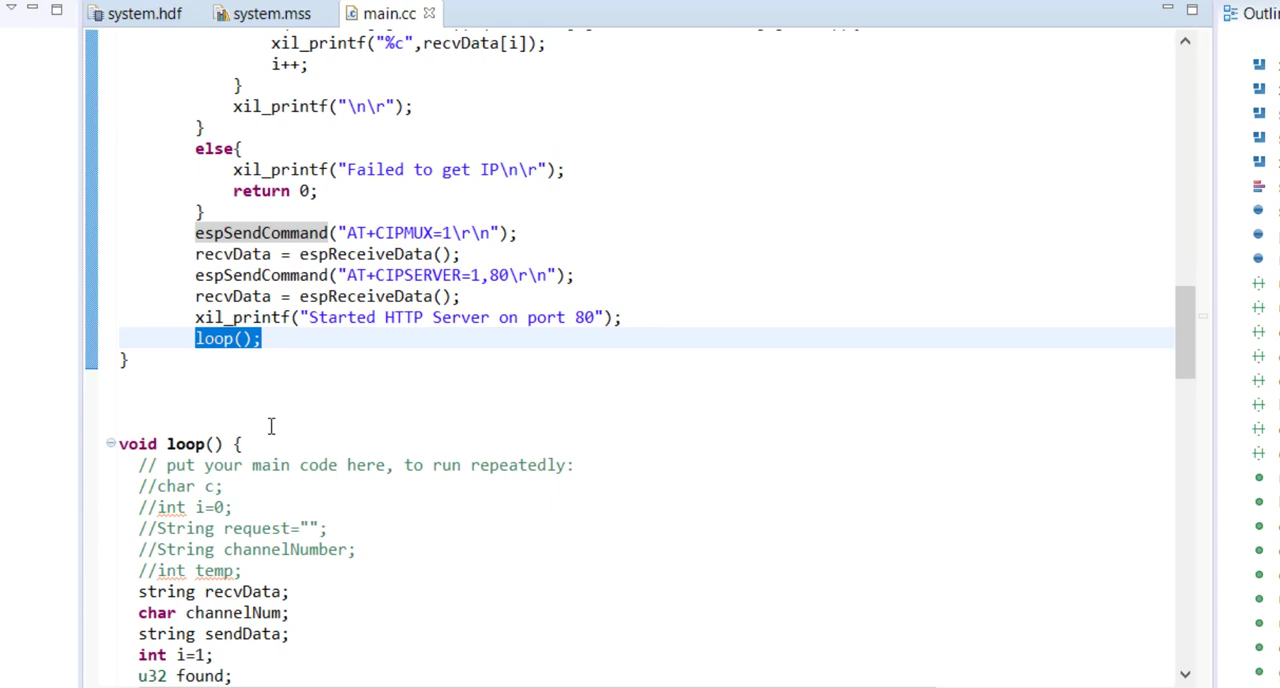 system.hdf system.mss main.cc Outli
xil_printf("%c",recvData[i]);
i++;
}
xil_printf("\n\r");
}
else{
xil_printf("Failed to get IP\n\r");
return 0;
}
espSendCommand("AT+CIPMUX=1\r\n");
recvData = espReceiveData();
espSendCommand("AT+CIPSERVER=1,80\r\n");
recvData = espReceiveData();
xil_printf("Started HTTP Server on port 80");
loop();
}
void loop() {
// put your main code here, to run repeatedly:
//char c;
//int i=0;
//String request="";
//String channelNumber;
//int temp;
string recvData;
char channelNum;
string sendData;
int i=1;
u32 found;